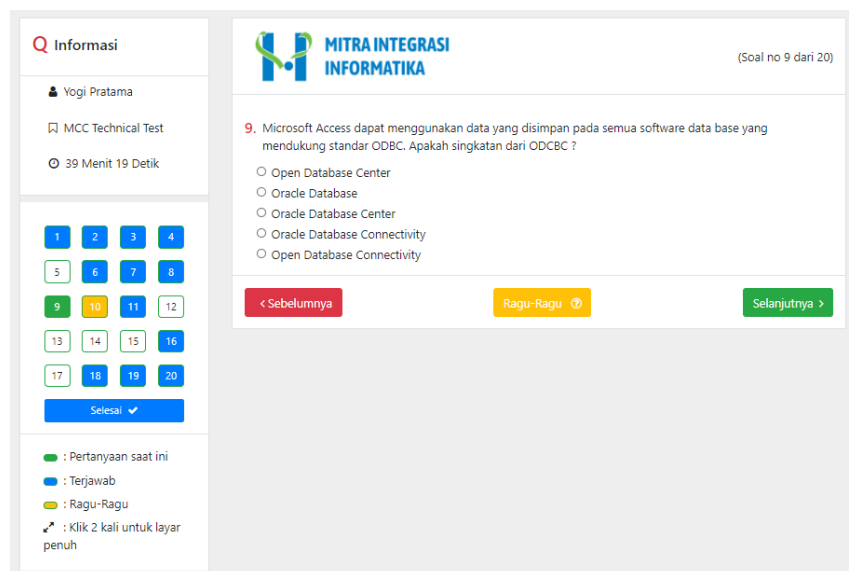 Informasi
Yogi Pratama
MCC Technical Test
39 Menit 19 Detik
1 2 3 4
5 6 7 8
9 10 11 12
13 14 15 16
17 18 19 20
Selesai
: Pertanyaan saat ini
: Terjawab
: Ragu-Ragu
: Klik 2 kali untuk layar
penuh
MITRA INTEGRASI
INFORMATIKA
(Soal no 9 dari 20)
9. Microsoft Access dapat menggunakan data yang disimpan pada semua software data base yang
mendukung standar ODBC. Apakah singkatan dari ODCBC ?
Open Database Center
Oracle Database
Oracle Database Center
Oracle Database Connectivity
Open Database Connectivity
< Sebelumnya
Ragu-Ragu
Selanjutnya >